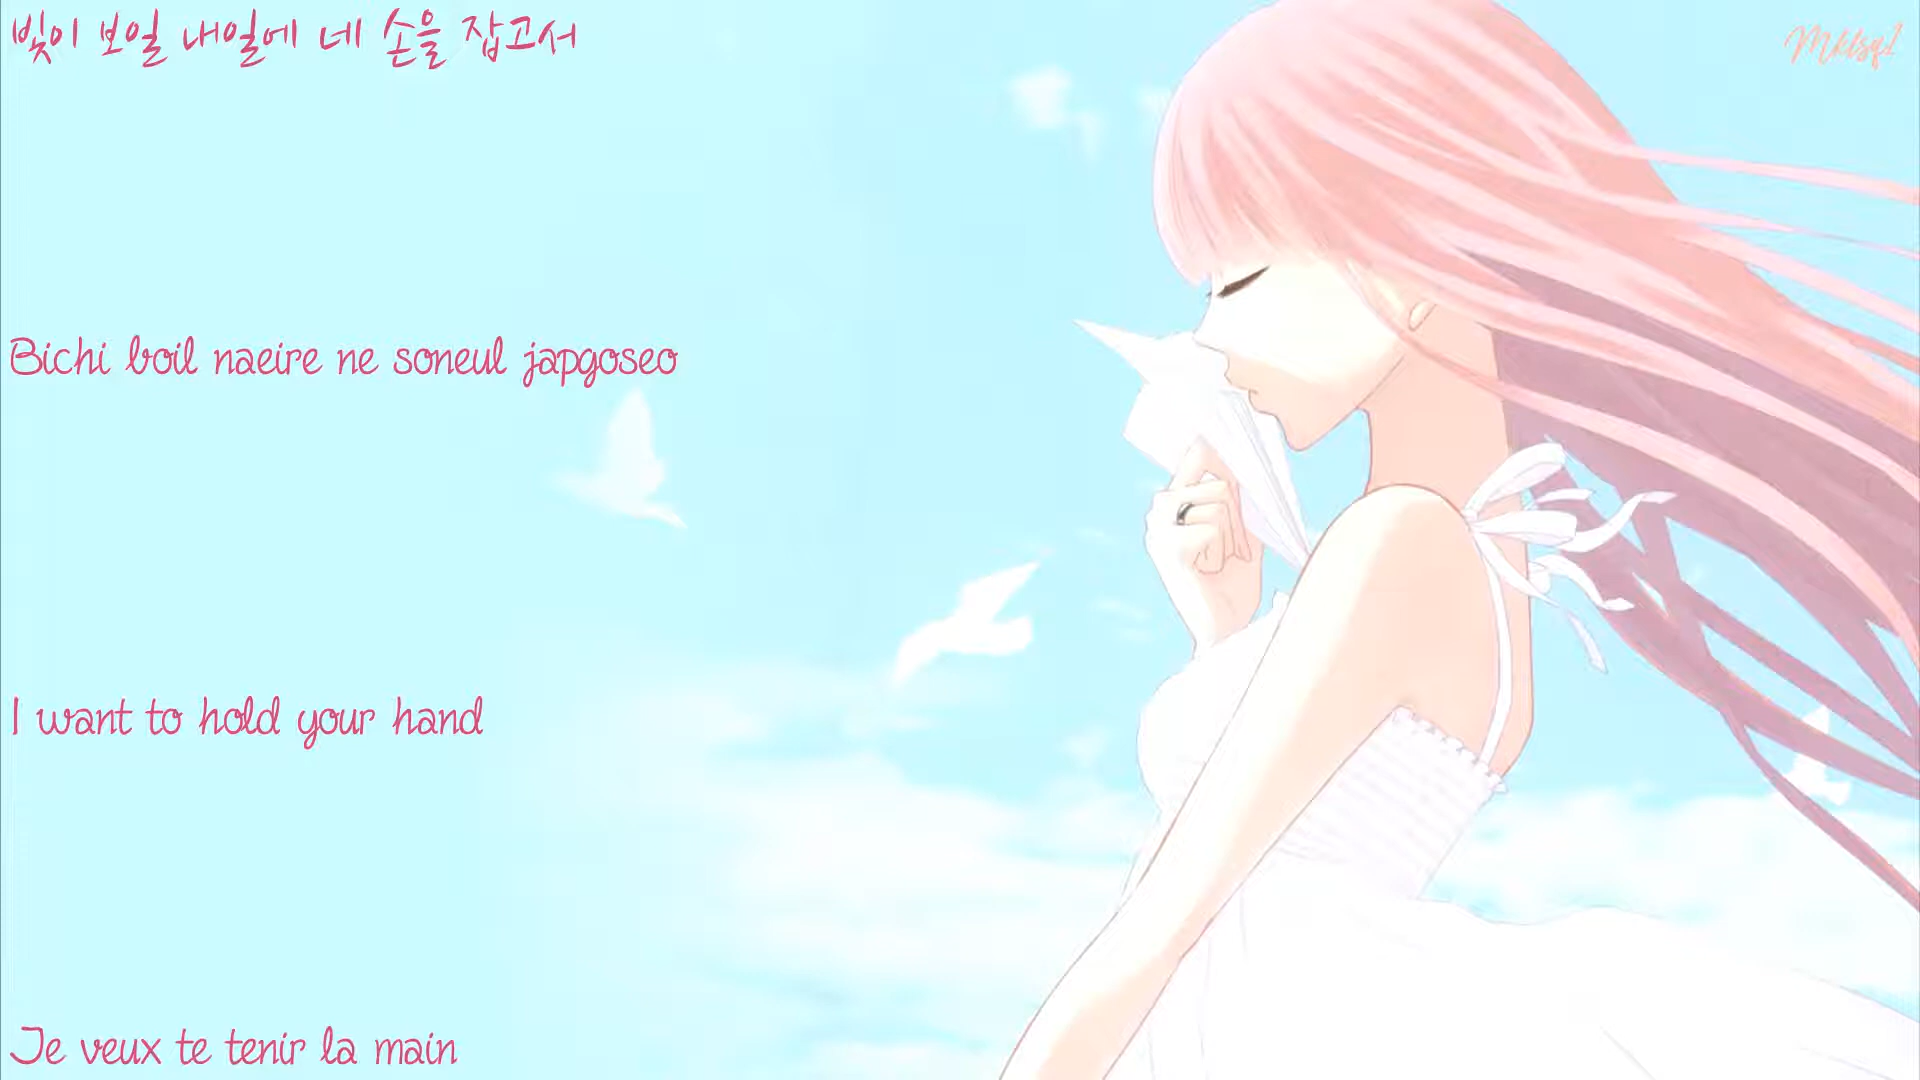 빛이 보일 내일에 네 손을 잡고서
Mklsq1
Bichi boil naeire ne soneul japgoseo
I want to hold your hand
Je veux te tenir la main